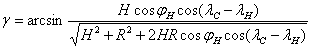 γ = arcsin H cos φ_H cos(λ_C − λ_H) / √(H² + R² + 2HR cos φ_H cos(λ_C − λ_H))